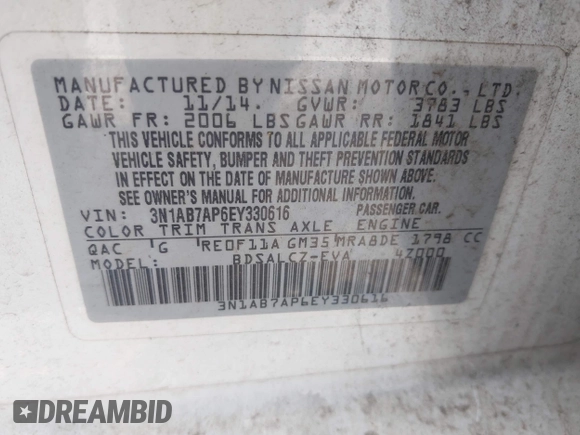 MANUFACTURED BY NISSAN MOTOR CO., LTD.
DATE: 11/14. GVWR: 3783 LBS
GAWR FR: 2006 LBS GAWR RR: 1841 LBS
THIS VEHICLE CONFORMS TO ALL APPLICABLE FEDERAL MOTOR
VEHICLE SAFETY, BUMPER AND THEFT PREVENTION STANDARDS
IN EFFECT ON THE DATE OF MANUFACTURE SHOWN ABOVE.
SEE OWNER'S MANUAL FOR ADDITIONAL INFORMATION.
VIN: 3N1AB7AP6EY330616 PASSENGER CAR.
COLOR TRIM TRANS AXLE ENGINE
QAC G RE0F11A GM35 MRA8DE 1798 CC
MODEL: BDSALCZ-EVA 4Z000
3N1AB7AP6EY330616
DREAMBID